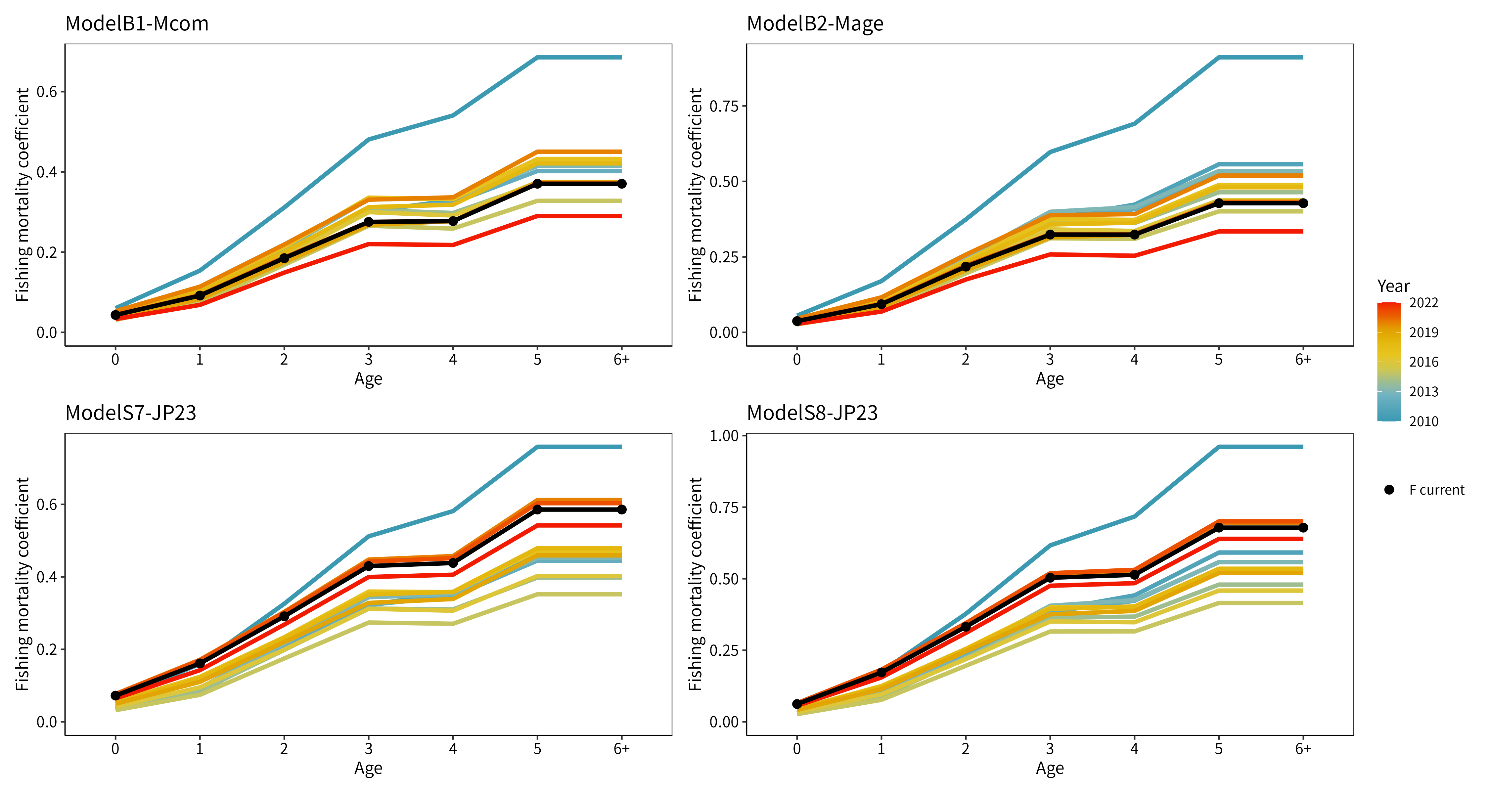 ModelB1-Mcom
Fishing mortality coefficient
0.6
0.4
0.2
0.0
0 1 2 3 4 5 6+
Age
ModelB2-Mage
Fishing mortality coefficient
0.75
0.50
0.25
0.00
0 1 2 3 4 5 6+
Age
ModelS7-JP23
Fishing mortality coefficient
0.6
0.4
0.2
0.0
0 1 2 3 4 5 6+
Age
ModelS8-JP23
Fishing mortality coefficient
1.00
0.75
0.50
0.25
0.00
0 1 2 3 4 5 6+
Age
Year
2022
2019
2016
2013
2010
F current